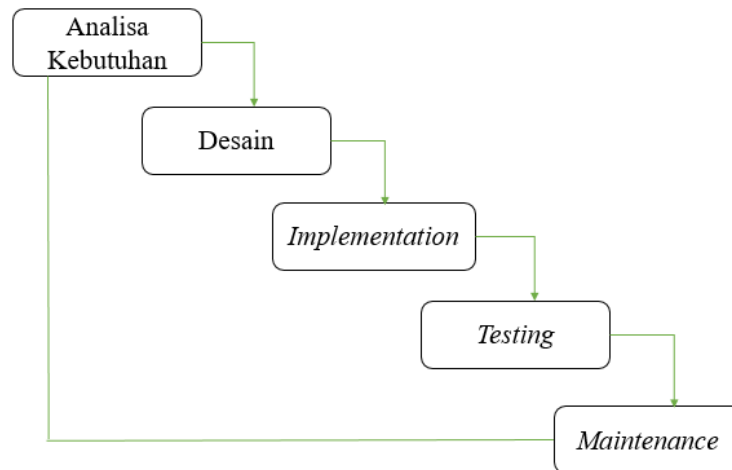 Analisa
Kebutuhan
Desain
Implementation
Testing
Maintenance